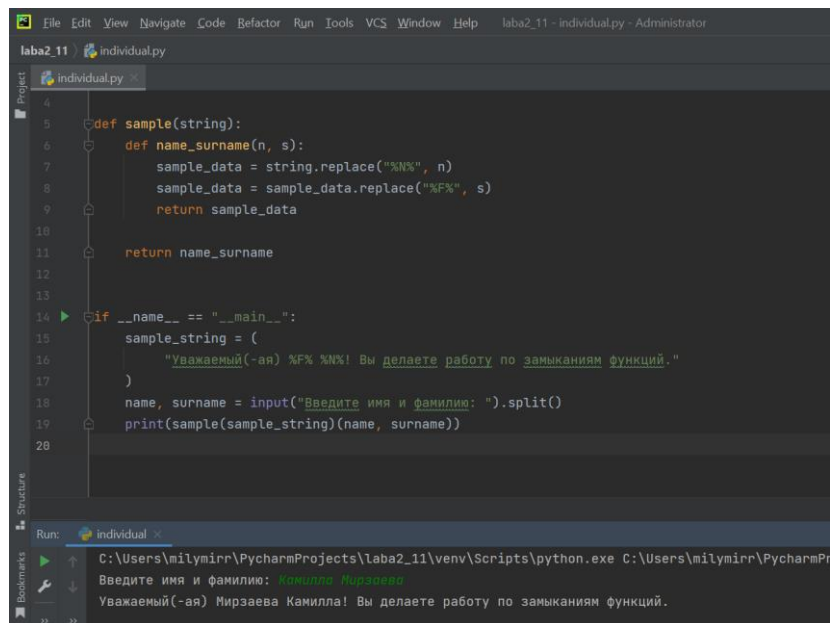 File Edit View Navigate Code Refactor Run Tools VCS Window Help laba2_11 - individual.py - Administrator
laba2_11 individual.py
Project
individual.py
4
5 def sample(string):
6 def name_surname(n, s):
7 sample_data = string.replace("%N%", n)
8 sample_data = sample_data.replace("%F%", s)
9 return sample_data
10
11 return name_surname
12
13
14 if __name__ == "__main__":
15 sample_string = (
16 "Уважаемый(-ая) %F% %N%! Вы делаете работу по замыканиям функций."
17 )
18 name, surname = input("Введите имя и фамилию: ").split()
19 print(sample(sample_string)(name, surname))
20
Structure
Bookmarks
Run: individual
C:\Users\milymirr\PycharmProjects\laba2_11\venv\Scripts\python.exe C:\Users\milymirr\PycharmPr
Введите имя и фамилию: Камилла Мирзаева
Уважаемый(-ая) Мирзаева Камилла! Вы делаете работу по замыканиям функций.